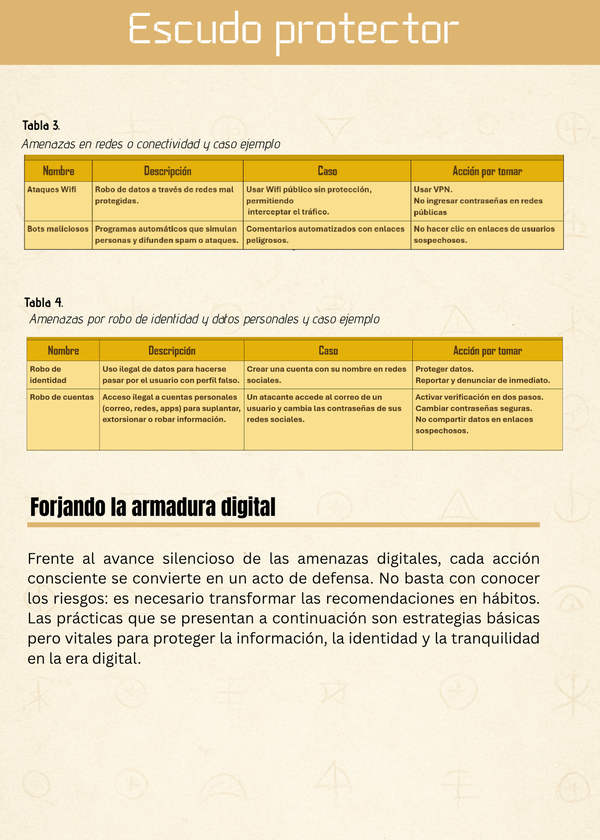 Escudo protector
Tabla 3.
Amenazas en redes o conectividad y caso ejemplo
Nombre Descripción Caso Acción por tomar
Ataques Wifi Robo de datos a través de redes mal protegidas. Usar Wifi público sin protección, permitiendo interceptar el tráfico. Usar VPN. No ingresar contraseñas en redes públicas
Bots maliciosos Programas automáticos que simulan personas y difunden spam o ataques. Comentarios automatizados con enlaces peligrosos. No hacer clic en enlaces de usuarios sospechosos.
Tabla 4.
Amenazas por robo de identidad y datos personales y caso ejemplo
Nombre Descripción Caso Acción por tomar
Robo de identidad Uso ilegal de datos para hacerse pasar por el usuario con perfil falso. Crear una cuenta con su nombre en redes sociales. Proteger datos. Reportar y denunciar de inmediato.
Robo de cuentas Acceso ilegal a cuentas personales (correo, redes, apps) para suplantar, extorsionar o robar información. Un atacante accede al correo de un usuario y cambia las contraseñas de sus redes sociales. Activar verificación en dos pasos. Cambiar contraseñas seguras. No compartir datos en enlaces sospechosos.
Forjando la armadura digital
Frente al avance silencioso de las amenazas digitales, cada acción
consciente se convierte en un acto de defensa. No basta con conocer
los riesgos: es necesario transformar las recomendaciones en hábitos.
Las prácticas que se presentan a continuación son estrategias básicas
pero vitales para proteger la información, la identidad y la tranquilidad
en la era digital.